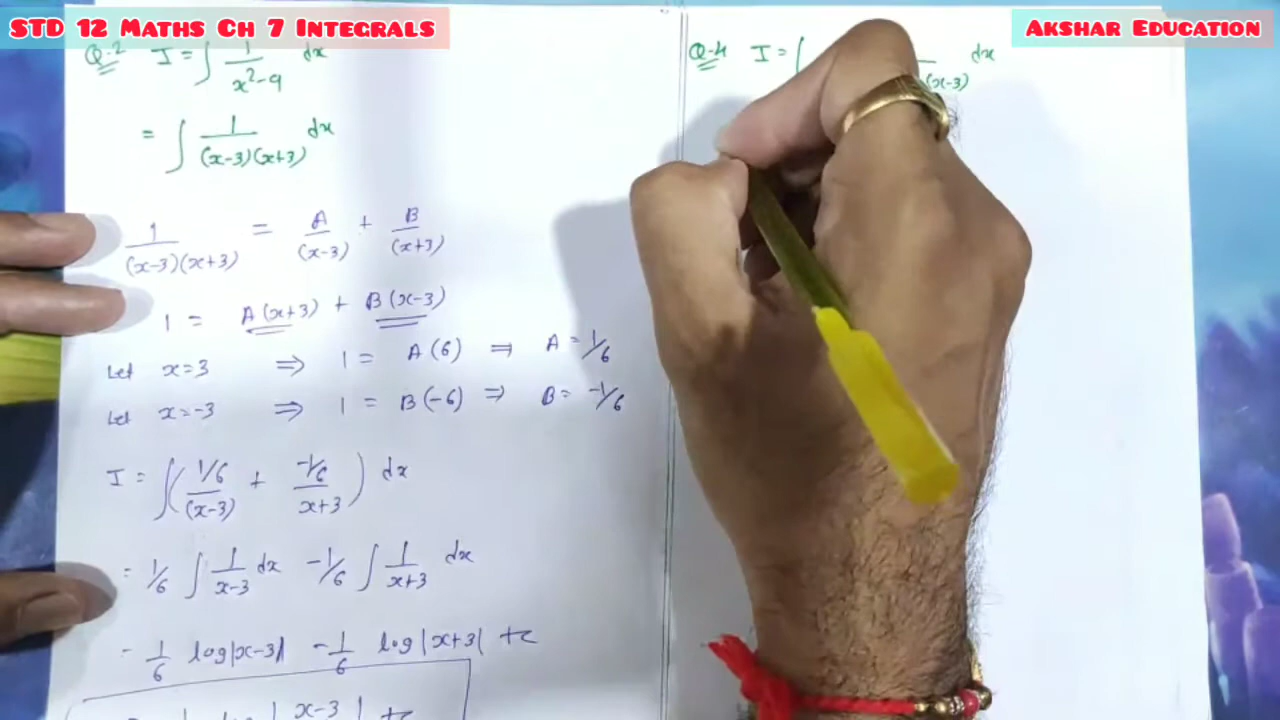 STD 12 Maths Ch 7 Integrals
Akshar Education
Q-2 I = ∫ 1/(x²-9) dx
= ∫ 1/((x-3)(x+3)) dx
1/((x-3)(x+3)) = A/(x-3) + B/(x+3)
1 = A(x+3) + B(x-3)
Let x=3 ⇒ 1 = A(6) ⇒ A = 1/6
Let x=-3 ⇒ 1 = B(-6) ⇒ B = -1/6
I = ∫( (1/6)/(x-3) + (-1/6)/(x+3) ) dx
= 1/6 ∫ 1/(x-3) dx -1/6 ∫ 1/(x+3) dx
= 1/6 log|x-3| - 1/6 log|x+3| +c
x-3 | +c
Q-4 I = ∫ (x-3) dx